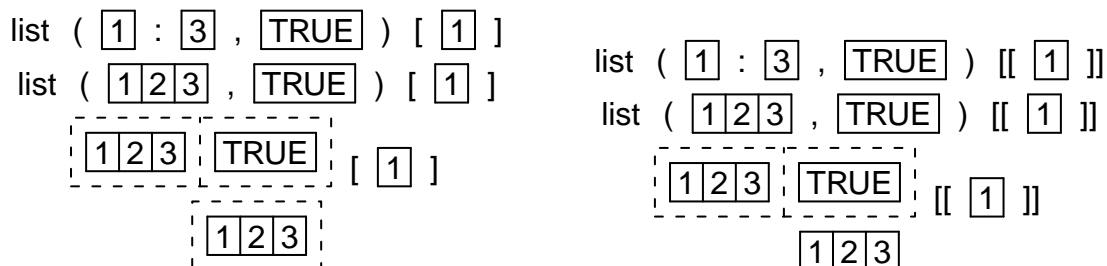 list ( 1 : 3 , TRUE ) [ 1 ]
list ( 1 2 3 , TRUE ) [ 1 ]
1 2 3 TRUE [ 1 ]
1 2 3
list ( 1 : 3 , TRUE ) [[ 1 ]]
list ( 1 2 3 , TRUE ) [[ 1 ]]
1 2 3 TRUE [[ 1 ]]
1 2 3